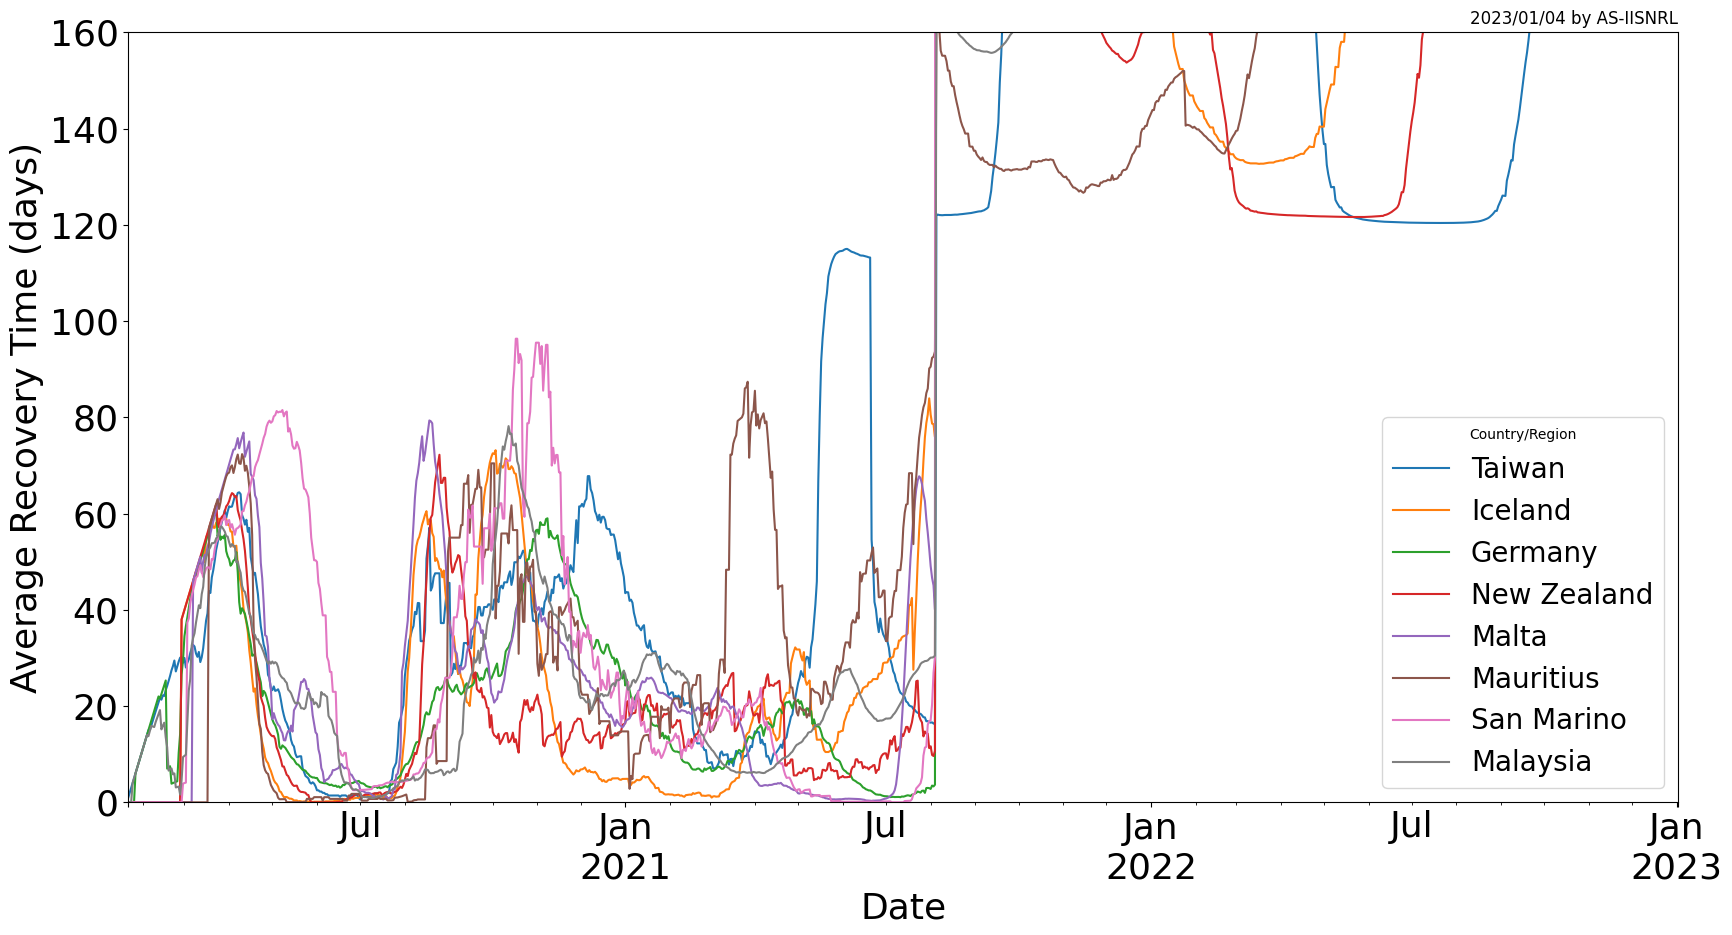 2023/01/04 by AS-IISNRL
160
140
120
100
80
60
40
20
0
Average Recovery Time (days)
Country/Region
Taiwan
Iceland
Germany
New Zealand
Malta
Mauritius
San Marino
Malaysia
Jul
Jan
2021
Jul
Jan
2022
Jul
Jan
2023
Date